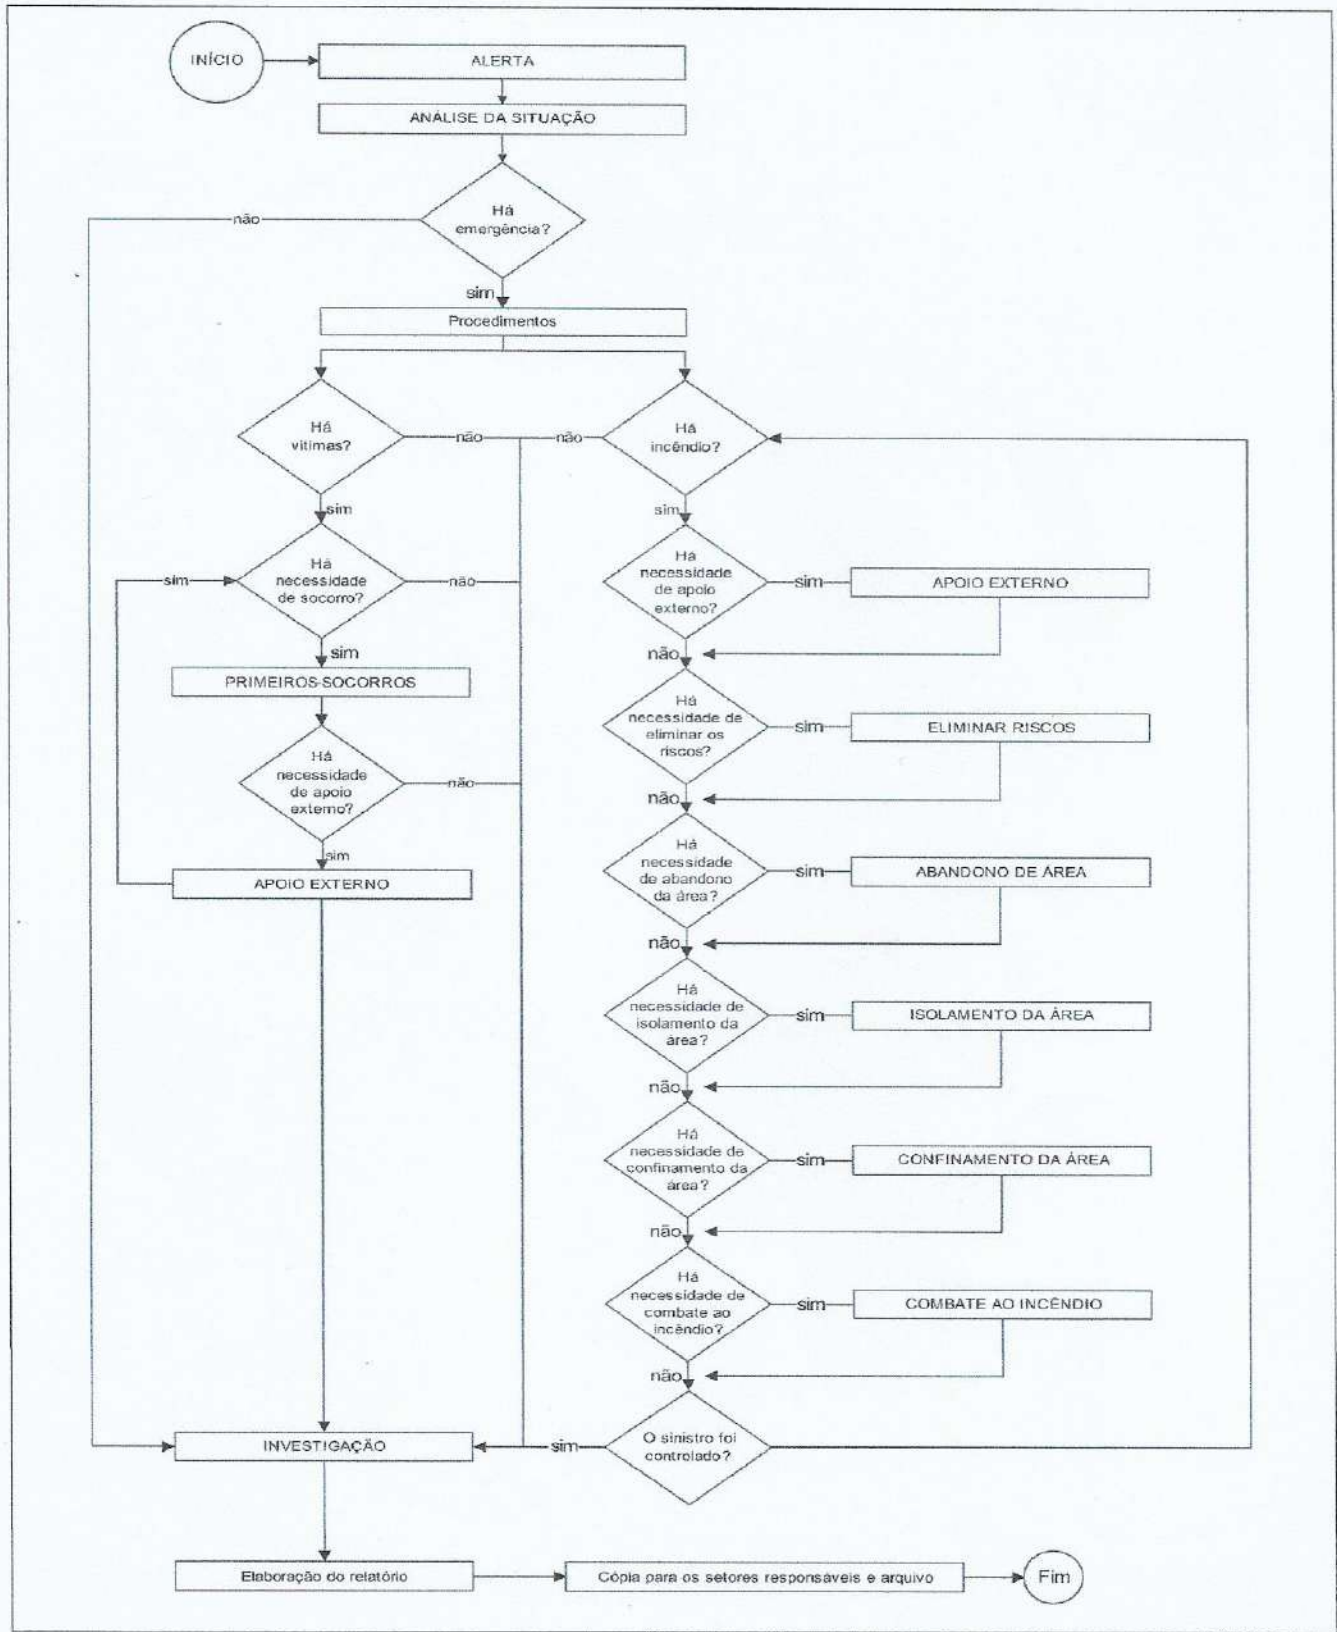 INÍCIO
ALERTA
ANÁLISE DA SITUAÇÃO
Há
emergência?
não
sim
Procedimentos
Há
vítimas?
não
não
Há
incêndio?
sim
sim
Há
necessidade
de socorro?
sim
não
Há
necessidade
de apoio
externo?
sim
APOIO EXTERNO
sim
não
PRIMEIROS-SOCORROS
Há
necessidade de
eliminar os
riscos?
sim
ELIMINAR RISCOS
Há
necessidade
de apoio
externo?
não
não
sim
Há
necessidade
de abandono
da área?
sim
ABANDONO DE ÁREA
APOIO EXTERNO
não
Há
necessidade de
isolamento da
área?
sim
ISOLAMENTO DA ÁREA
não
Há
necessidade de
confinamento da
área?
sim
CONFINAMENTO DA ÁREA
não
Há
necessidade de
combate ao
incêndio?
sim
COMBATE AO INCÊNDIO
não
O sinistro foi
controlado?
sim
INVESTIGAÇÃO
Elaboração do relatório
Cópia para os setores responsáveis e arquivo
Fim